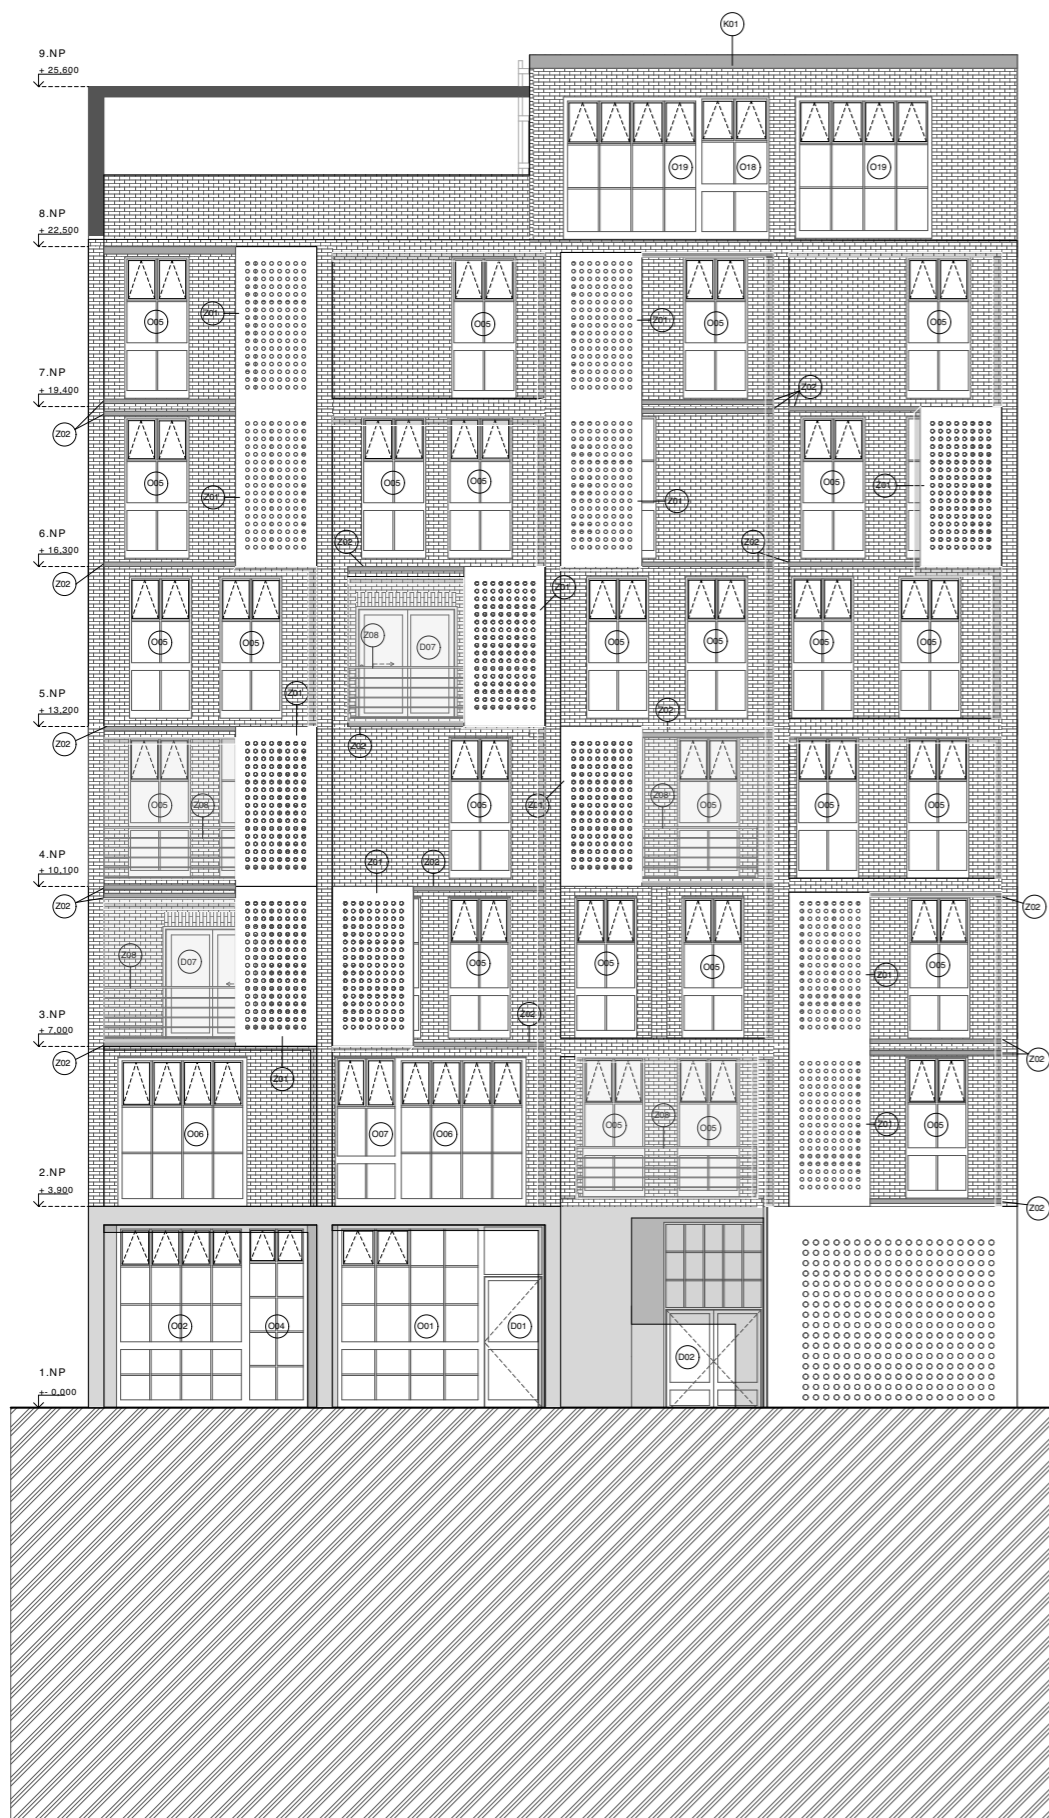 K01
9.NP
+ 25,600
O19
O18
O19
8.NP
+ 22,500
Z01
O05
O05
Z01
O05
O05
7.NP
+ 19,400
Z02
Z02
O05
Z01
O05
O05
Z01
O05
Z01
6.NP
+ 16,300
Z02
Z02
Z02
Z01
O05
O05
Z08
D07
O05
O05
O05
O05
5.NP
+ 13,200
Z01
Z02
Z02
Z02
O05
Z08
O05
Z01
Z08
O05
O05
O05
4.NP
+ 10,100
Z01
Z02
Z02
Z02
Z08
D07
O05
O05
O05
Z01
O05
3.NP
+ 7,000
Z02
Z02
Z01
Z02
O06
O07
O06
O05
Z08
O05
Z01
O05
2.NP
+ 3,900
Z02
O02
O04
O01
D01
D02
1.NP
+- 0,000